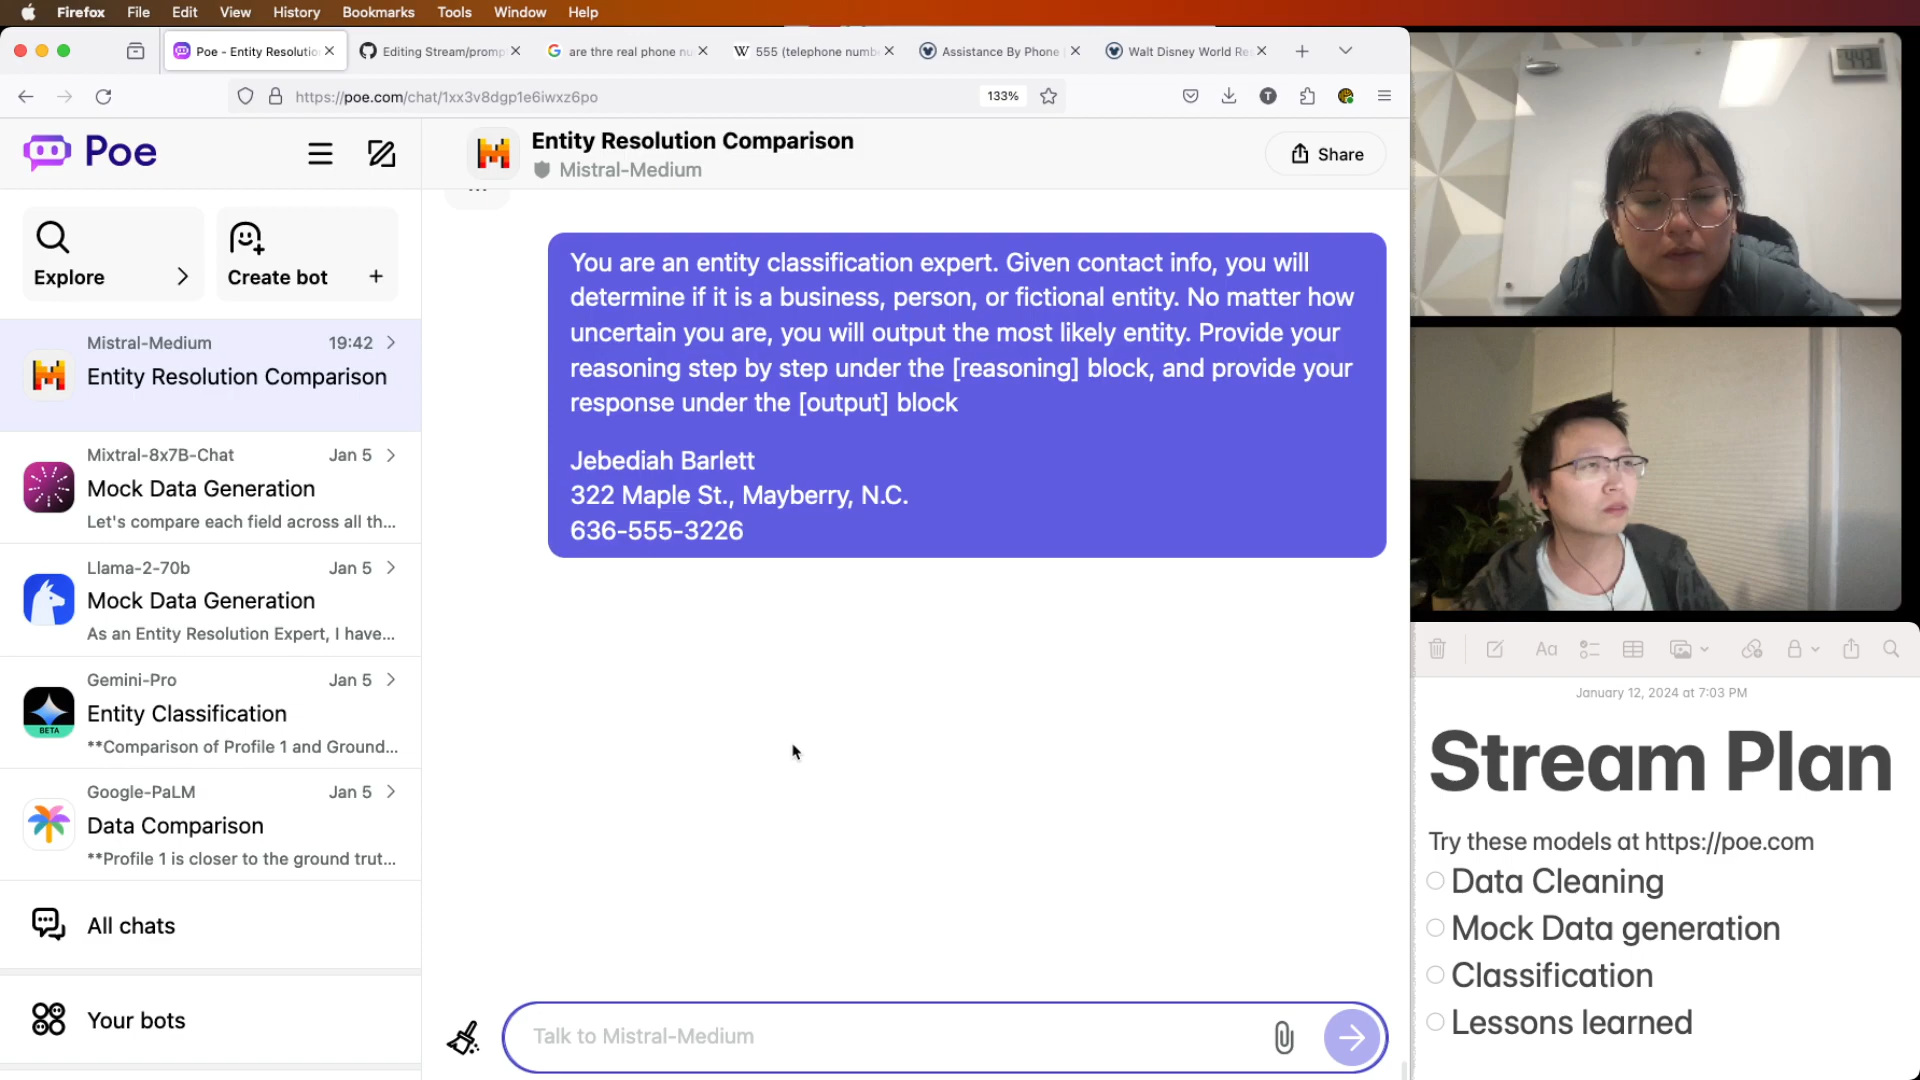 Firefox File Edit View History Bookmarks Tools Window Help
Poe - Entity Resolutio
Editing Stream/promp
are thre real phone nu
555 (telephone numb
Assistance By Phone
Walt Disney World Re
https://poe.com/chat/1xx3v8dgp1e6iwxz6po
133%
Poe
Explore
Create bot +
Mistral-Medium 19:42
Entity Resolution Comparison
Mixtral-8x7B-Chat Jan 5
Mock Data Generation
Let's compare each field across all th...
Llama-2-70b Jan 5
Mock Data Generation
As an Entity Resolution Expert, I have...
Gemini-Pro Jan 5
BETA
Entity Classification
**Comparison of Profile 1 and Ground...
Google-PaLM Jan 5
Data Comparison
**Profile 1 is closer to the ground trut...
All chats
Your bots
Entity Resolution Comparison
Mistral-Medium
Share
You are an entity classification expert. Given contact info, you will
determine if it is a business, person, or fictional entity. No matter how
uncertain you are, you will output the most likely entity. Provide your
reasoning step by step under the [reasoning] block, and provide your
response under the [output] block
Jebediah Barlett
322 Maple St., Mayberry, N.C.
636-555-3226
Talk to Mistral-Medium
4:43
Aa
January 12, 2024 at 7:03 PM
Stream Plan
Try these models at https://poe.com
Data Cleaning
Mock Data generation
Classification
Lessons learned